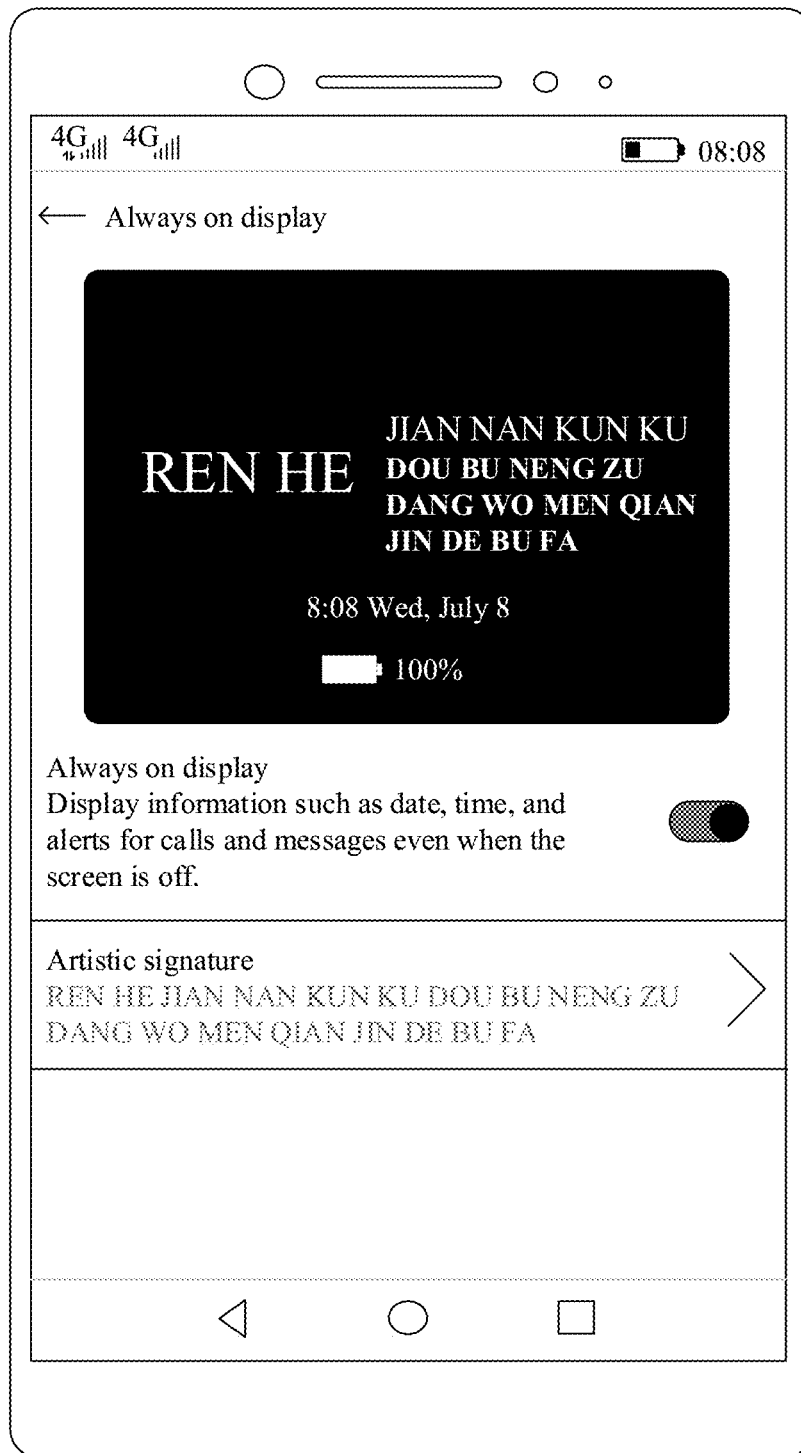 4G 4G 08:08
Always on display
REN HE
JIAN NAN KUN KU
DOU BU NENG ZU
DANG WO MEN QIAN
JIN DE BU FA
8:08 Wed, July 8
100%
Always on display
Display information such as date, time, and
alerts for calls and messages even when the
screen is off.
Artistic signature
REN HE JIAN NAN KUN KU DOU BU NENG ZU
DANG WO MEN QIAN JIN DE BU FA